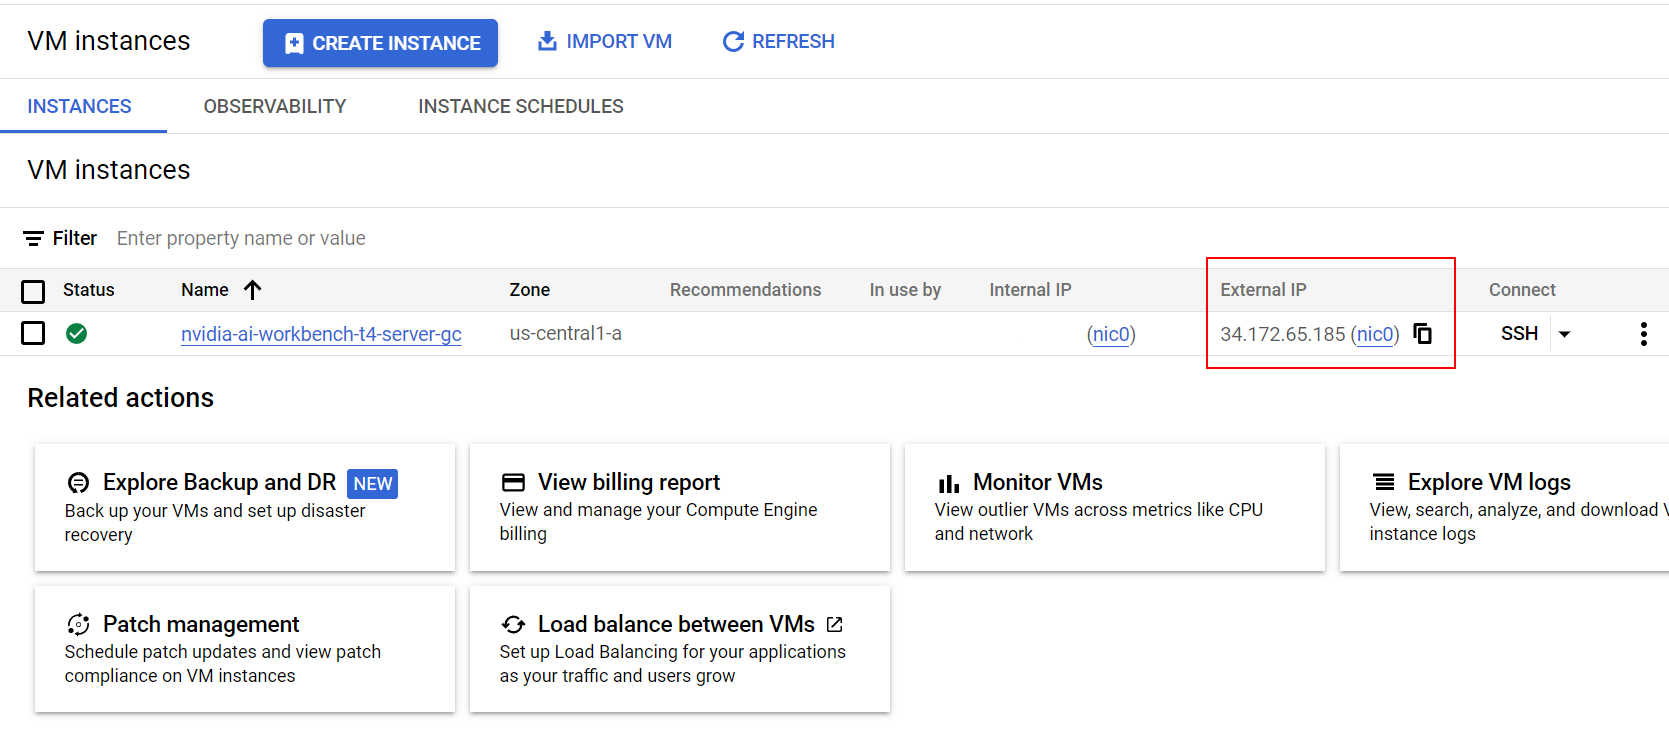 VM instances
CREATE INSTANCE
IMPORT VM
REFRESH
INSTANCES
OBSERVABILITY
INSTANCE SCHEDULES
VM instances
Filter
Enter property name or value
Status
Name
Zone
Recommendations
In use by
Internal IP
External IP
Connect
nvidia-ai-workbench-t4-server-gc
us-central1-a
(nic0)
34.172.65.185 (nic0)
SSH
Related actions
Explore Backup and DR NEW
Back up your VMs and set up disaster
recovery
View billing report
View and manage your Compute Engine
billing
Monitor VMs
View outlier VMs across metrics like CPU
and network
Explore VM logs
View, search, analyze, and download V
instance logs
Patch management
Schedule patch updates and view patch
compliance on VM instances
Load balance between VMs
Set up Load Balancing for your applications
as your traffic and users grow